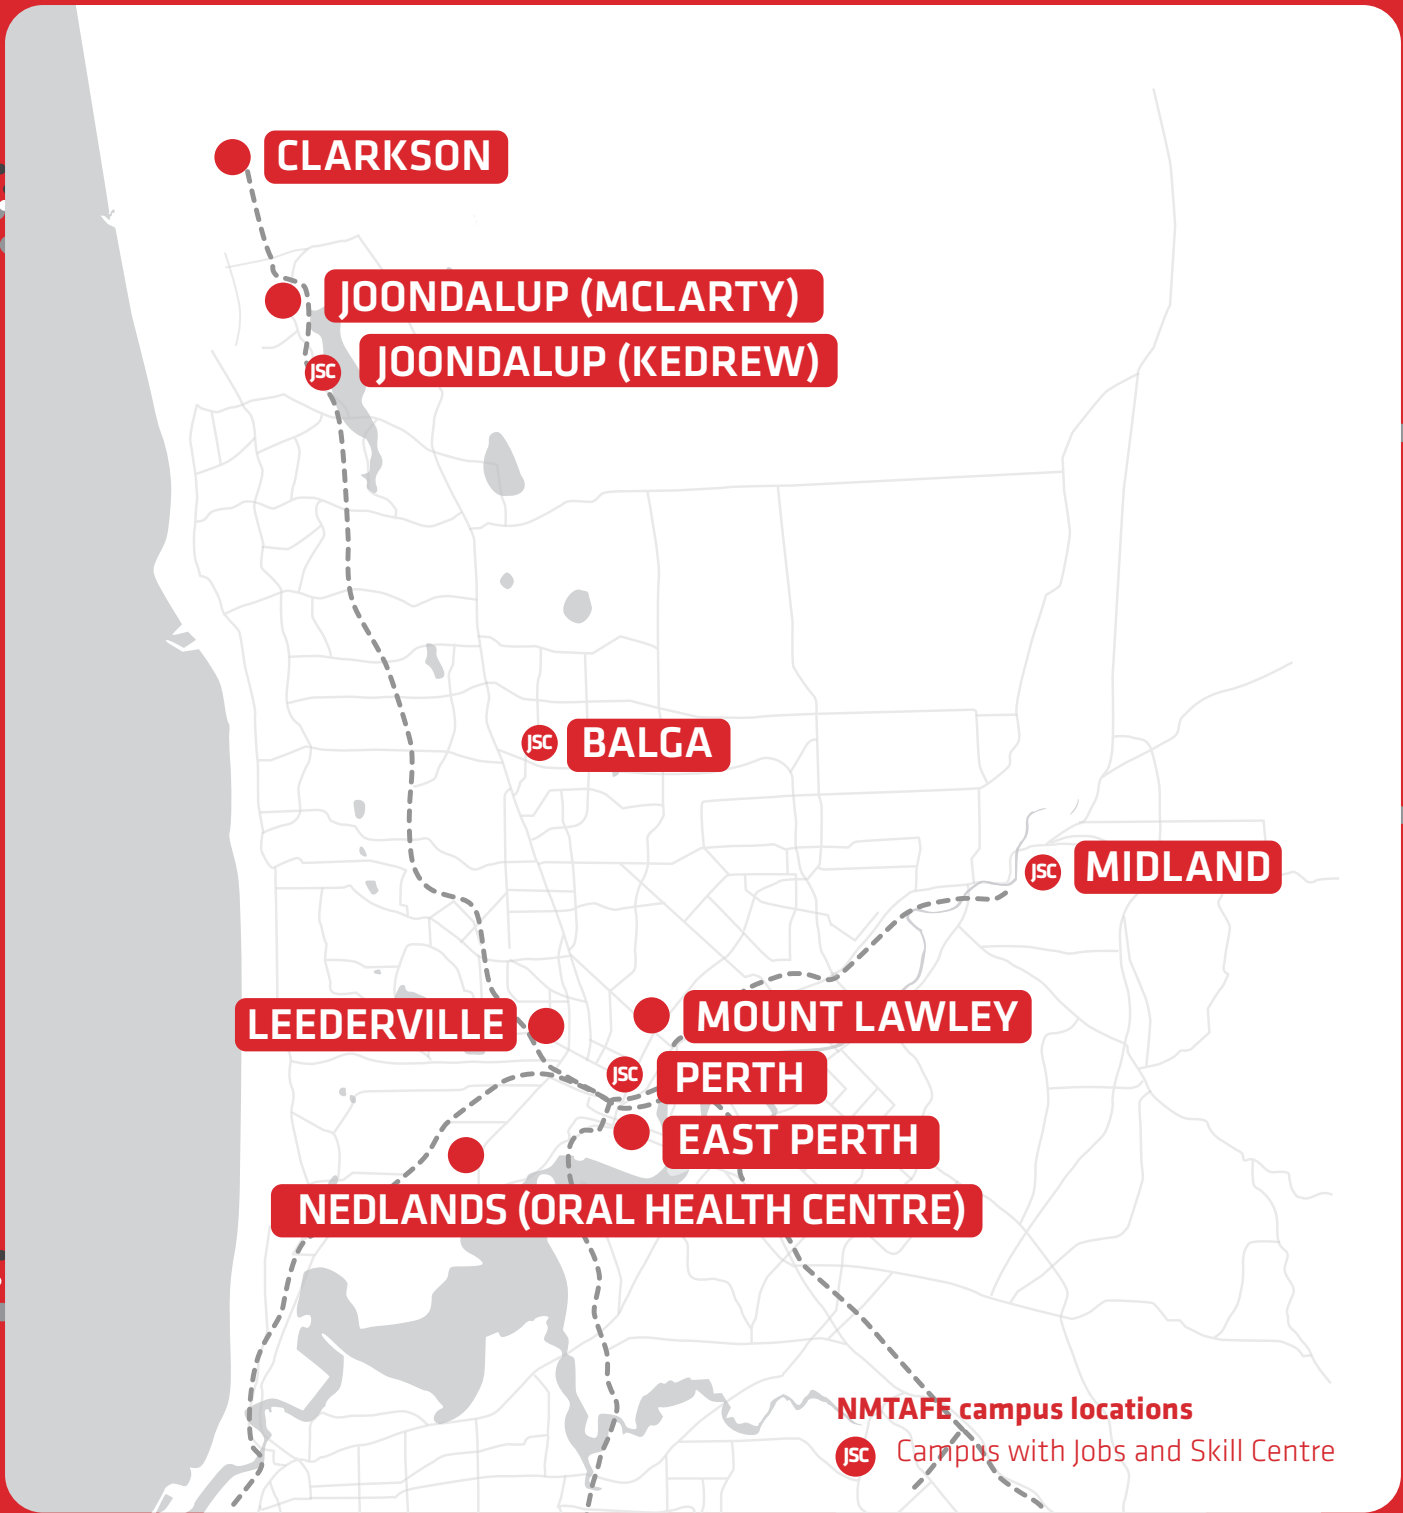 CLARKSON
JOONDALUP (MCLARTY)
JSC JOONDALUP (KEDREW)
JSC BALGA
JSC MIDLAND
LEEDERVILLE
MOUNT LAWLEY
JSC PERTH
EAST PERTH
NEDLANDS (ORAL HEALTH CENTRE)
NMTAFE campus locations
JSC Campus with Jobs and Skill Centre